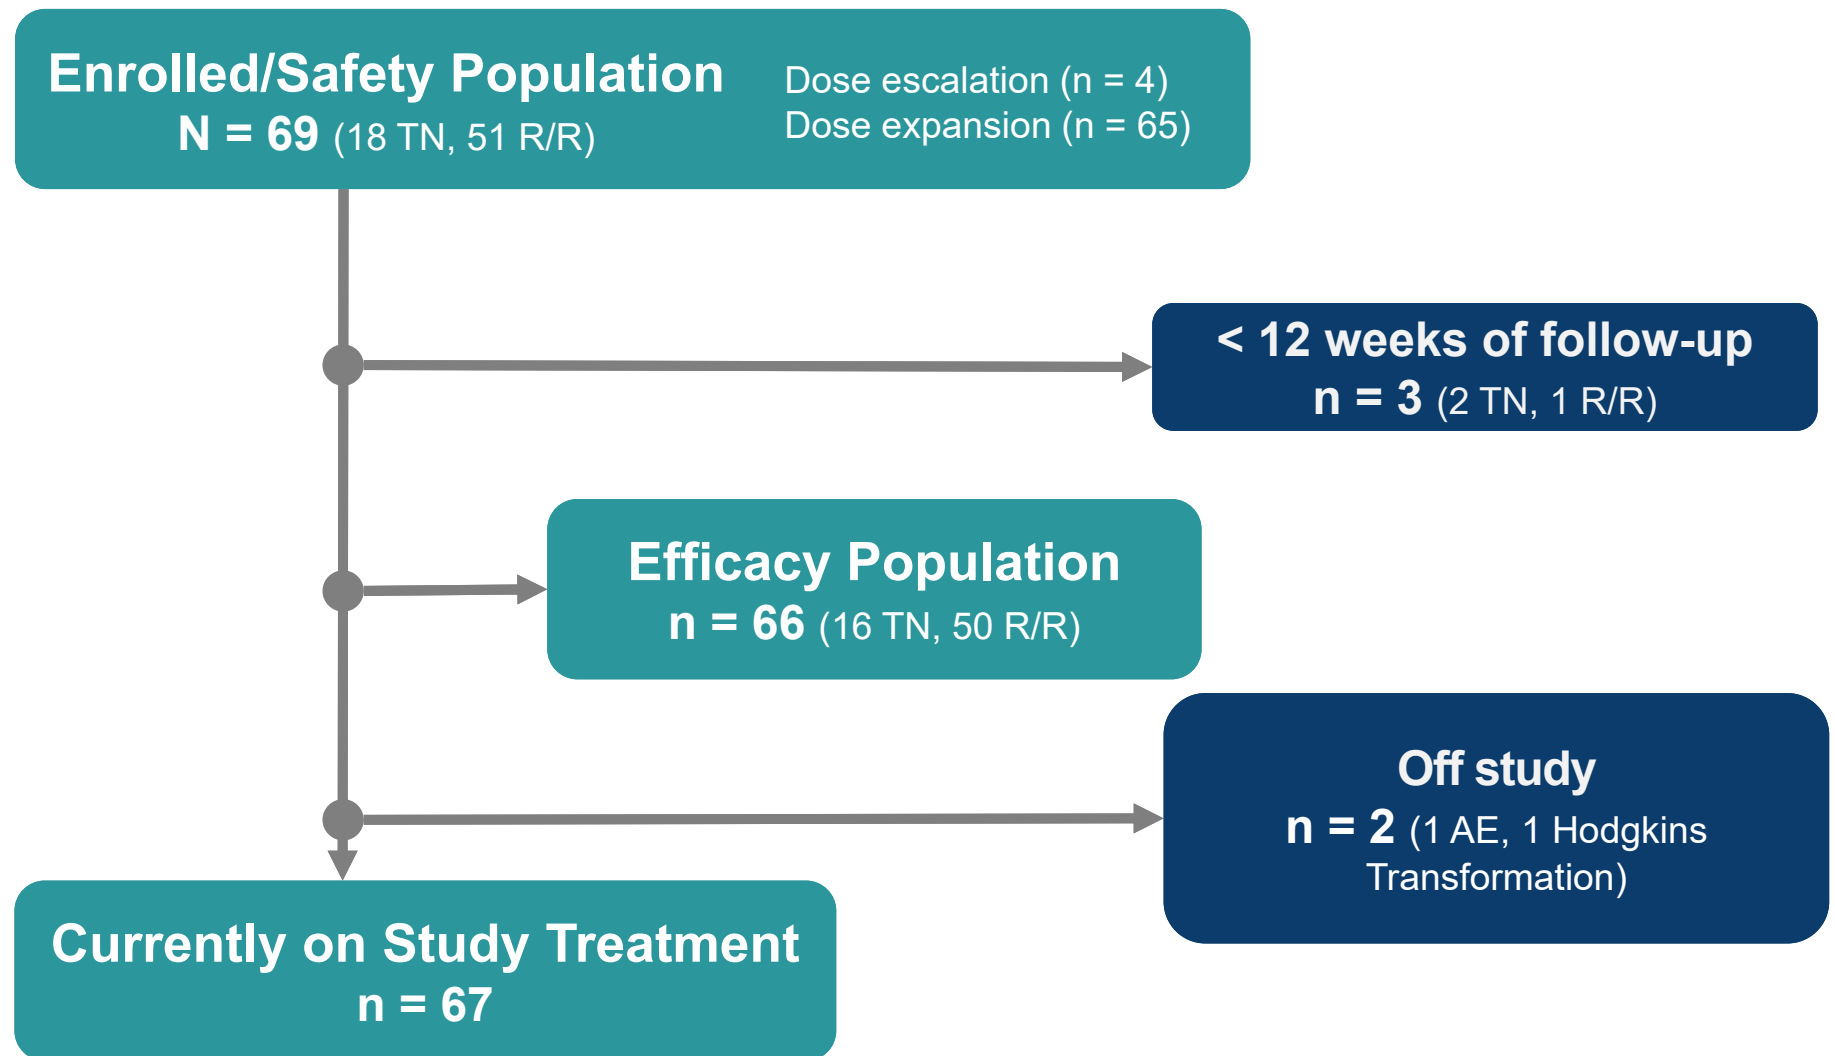 Enrolled/Safety Population
N = 69 (18 TN, 51 R/R)
Dose escalation (n = 4)
Dose expansion (n = 65)
< 12 weeks of follow-up
n = 3 (2 TN, 1 R/R)
Efficacy Population
n = 66 (16 TN, 50 R/R)
Off study
n = 2 (1 AE, 1 Hodgkins
Transformation)
Currently on Study Treatment
n = 67